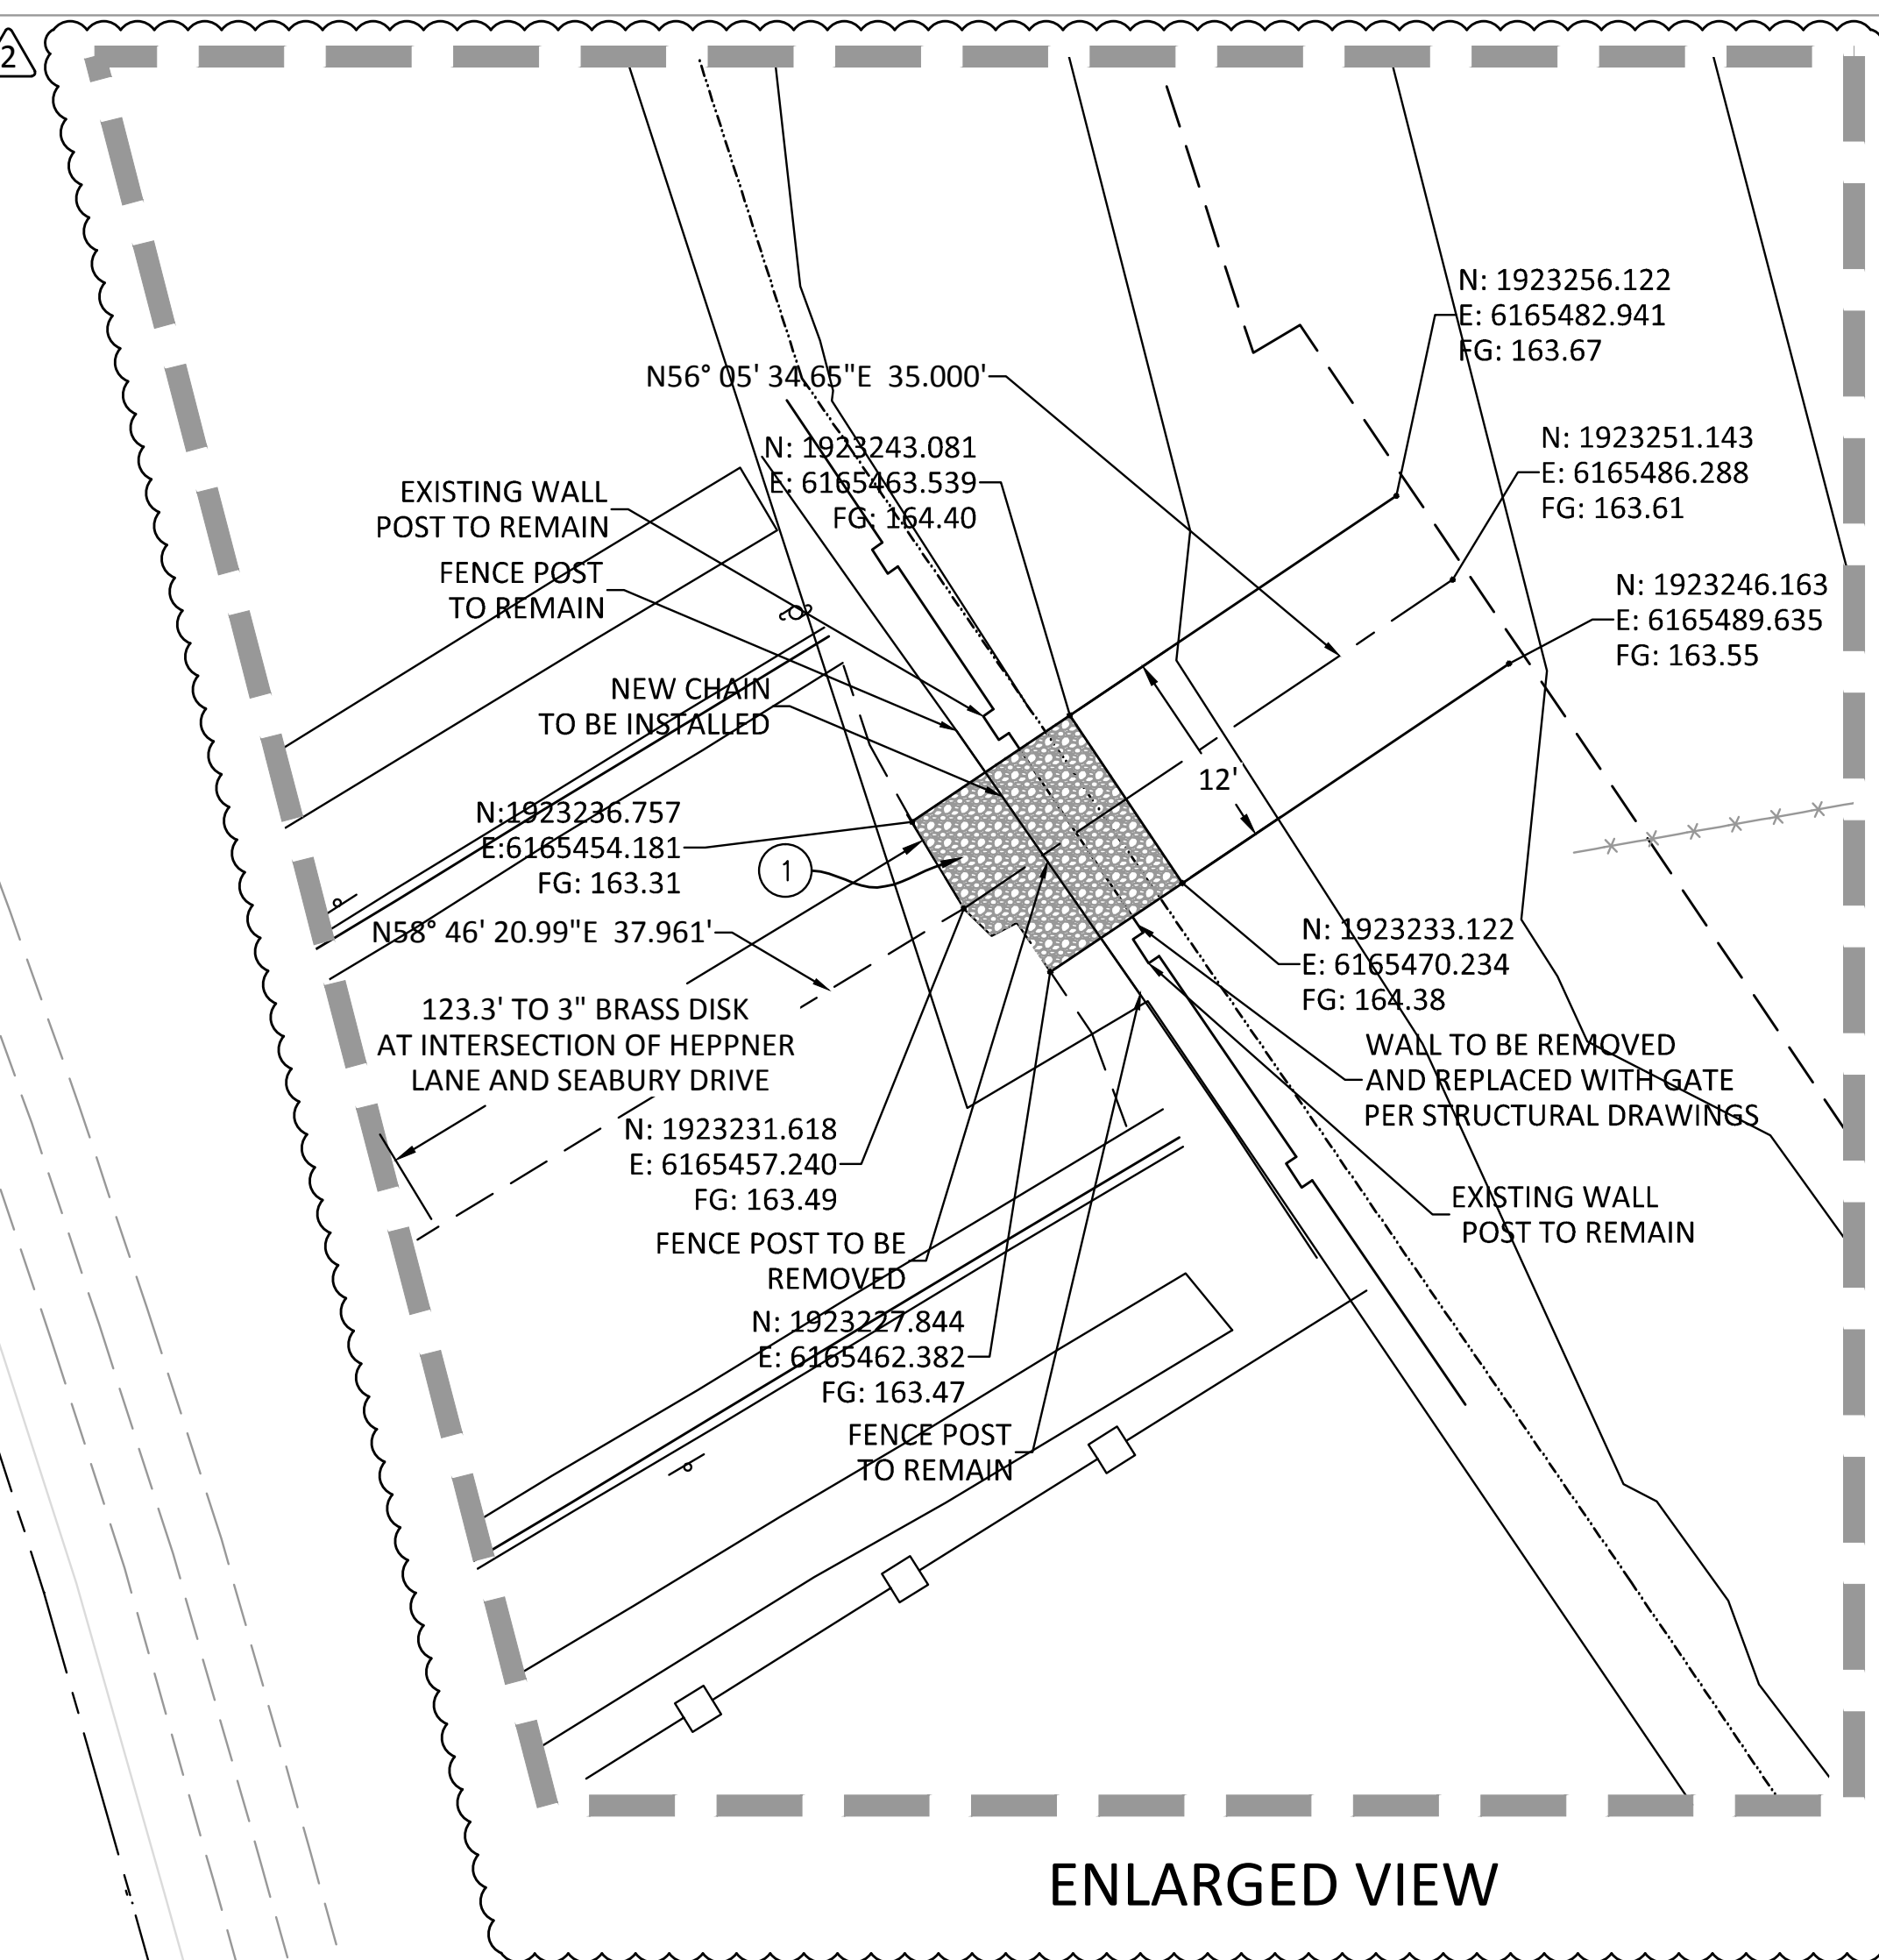 2
N: 1923256.122
E: 6165482.941
FG: 163.67
N56° 05' 34.65"E 35.000'
N: 1923251.143
E: 6165486.288
FG: 163.61
N: 1923243.081
E: 6165463.539
FG: 164.40
EXISTING WALL
POST TO REMAIN
FENCE POST
TO REMAIN
N: 1923246.163
E: 6165489.635
FG: 163.55
NEW CHAIN
TO BE INSTALLED
12'
N:1923236.757
E:6165454.181
FG: 163.31
1
N58° 46' 20.99"E 37.961'
N: 1923233.122
E: 6165470.234
FG: 164.38
123.3' TO 3" BRASS DISK
AT INTERSECTION OF HEPPNER
LANE AND SEABURY DRIVE
WALL TO BE REMOVED
AND REPLACED WITH GATE
PER STRUCTURAL DRAWINGS
N: 1923231.618
E: 6165457.240
FG: 163.49
EXISTING WALL
POST TO REMAIN
FENCE POST TO BE
REMOVED
N: 1923227.844
E: 6165462.382
FG: 163.47
FENCE POST
TO REMAIN
ENLARGED VIEW